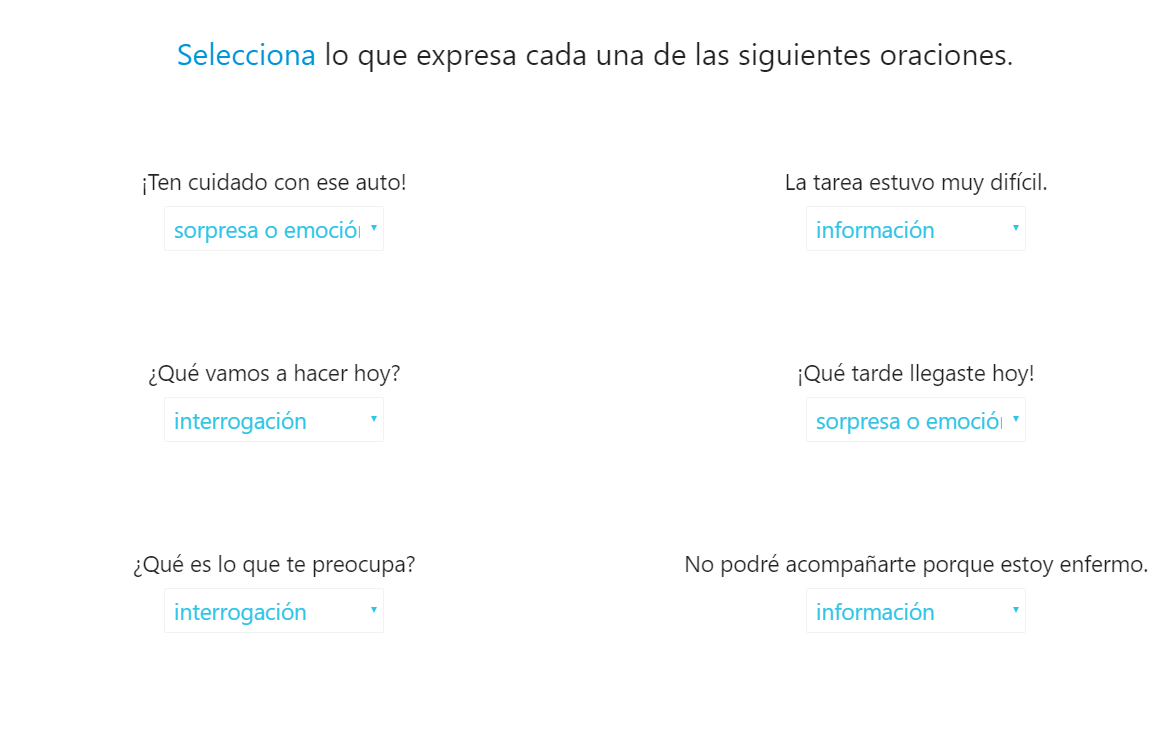 Selecciona lo que expresa cada una de las siguientes oraciones.
¡Ten cuidado con ese auto!
sorpresa o emoción
La tarea estuvo muy difícil.
información
¿Qué vamos a hacer hoy?
interrogación
¡Qué tarde llegaste hoy!
sorpresa o emoción
¿Qué es lo que te preocupa?
interrogación
No podré acompañarte porque estoy enfermo.
información